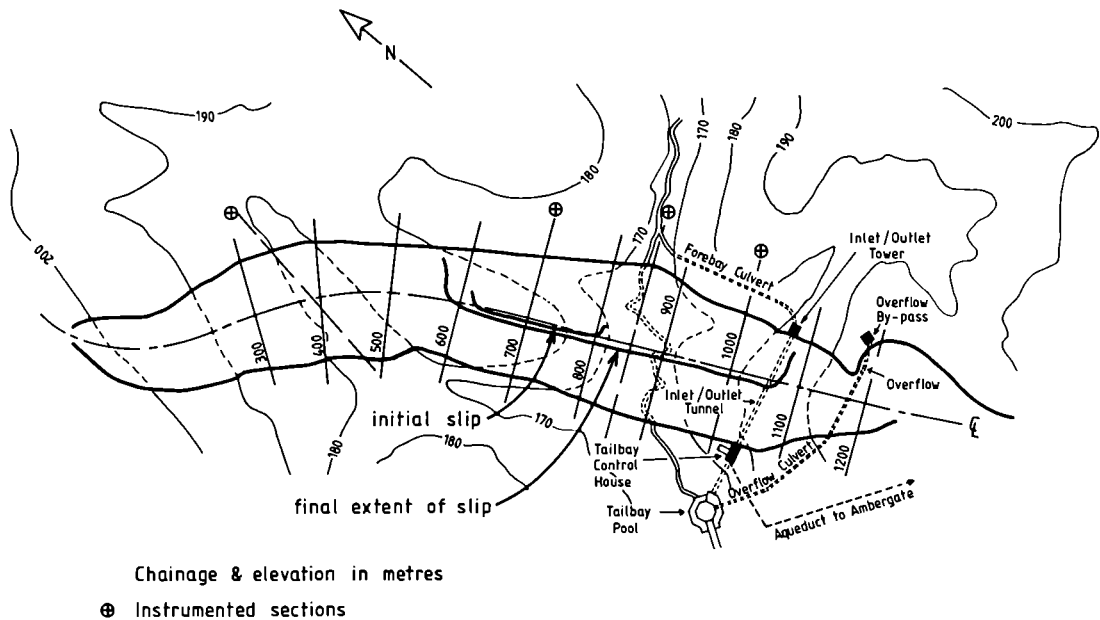 N
190
200
170
180
190
180
200
170
Forebay Culvert
Inlet/Outlet
Tower
Overflow
By-pass
Overflow
300
400
500
600
700
800
900
1000
1100
1200
Inlet/Outlet
Tunnel
℄
initial slip
170
180
180
final extent of slip
Tailbay
Control
House
Tailbay
Pool
Overflow Culvert
Aqueduct to Ambergate
Chainage & elevation in metres
⊕ Instrumented sections